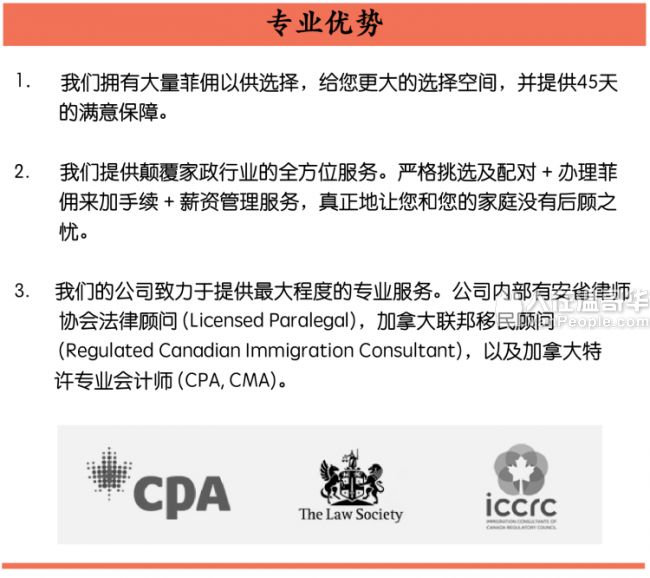 专业优势
1. 我们拥有大量菲佣以供选择，给您更大的选择空间，并提供45天
的满意保障。
2. 我们提供颠覆家政行业的全方位服务。严格挑选及配对 + 办理菲
佣来加手续 + 薪资管理服务，真正地让您和您的家庭没有后顾之
忧。
3. 我们的公司致力于提供最大程度的专业服务。公司内部有安省律师
协会法律顾问 (Licensed Paralegal)，加拿大联邦移民顾问
(Regulated Canadian Immigration Consultant)，以及加拿大特
许专业会计师 (CPA, CMA)。
人在温哥华
VanPeople.com
CPA
The Law Society
iccrc
IMMIGRATION CONSULTANTS OF
CANADA REGULATORY COUNCIL